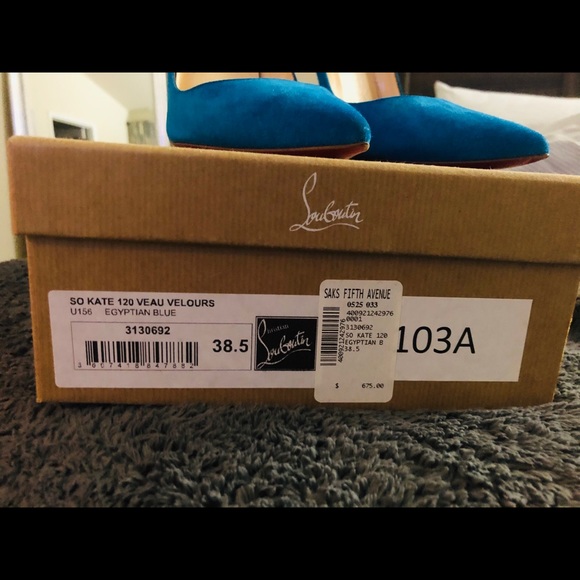 Louboutin
SO KATE 120 VEAU VELOURS
U156 EGYPTIAN BLUE
3130692
38.5
Louboutin
SAKS FIFTH AVENUE
0525 033
400921242976
0001
3130692
SO KATE 120
EGYPTIAN B
38.5
400921242976
$ 675.00
103A